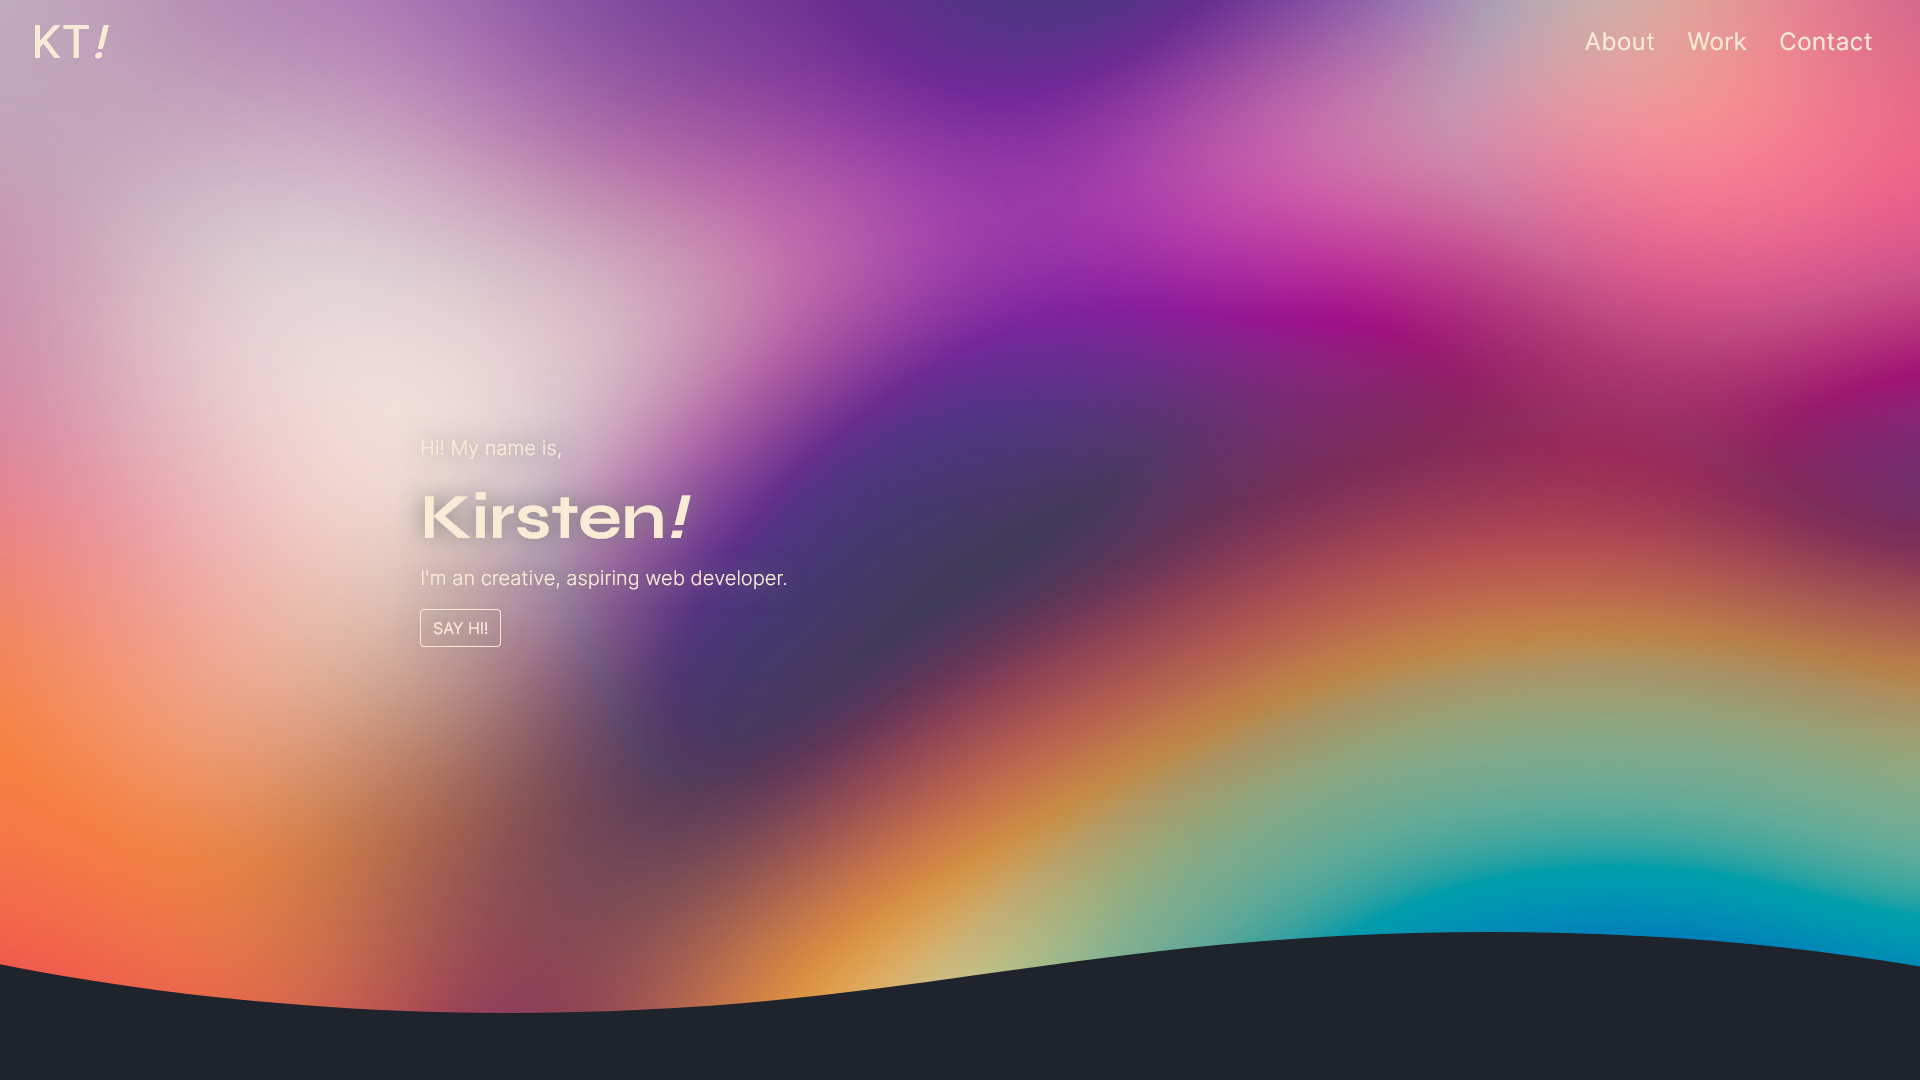 KT!
About Work Contact
Hi! My name is,
Kirsten!
I'm an creative, aspiring web developer.
SAY HI!